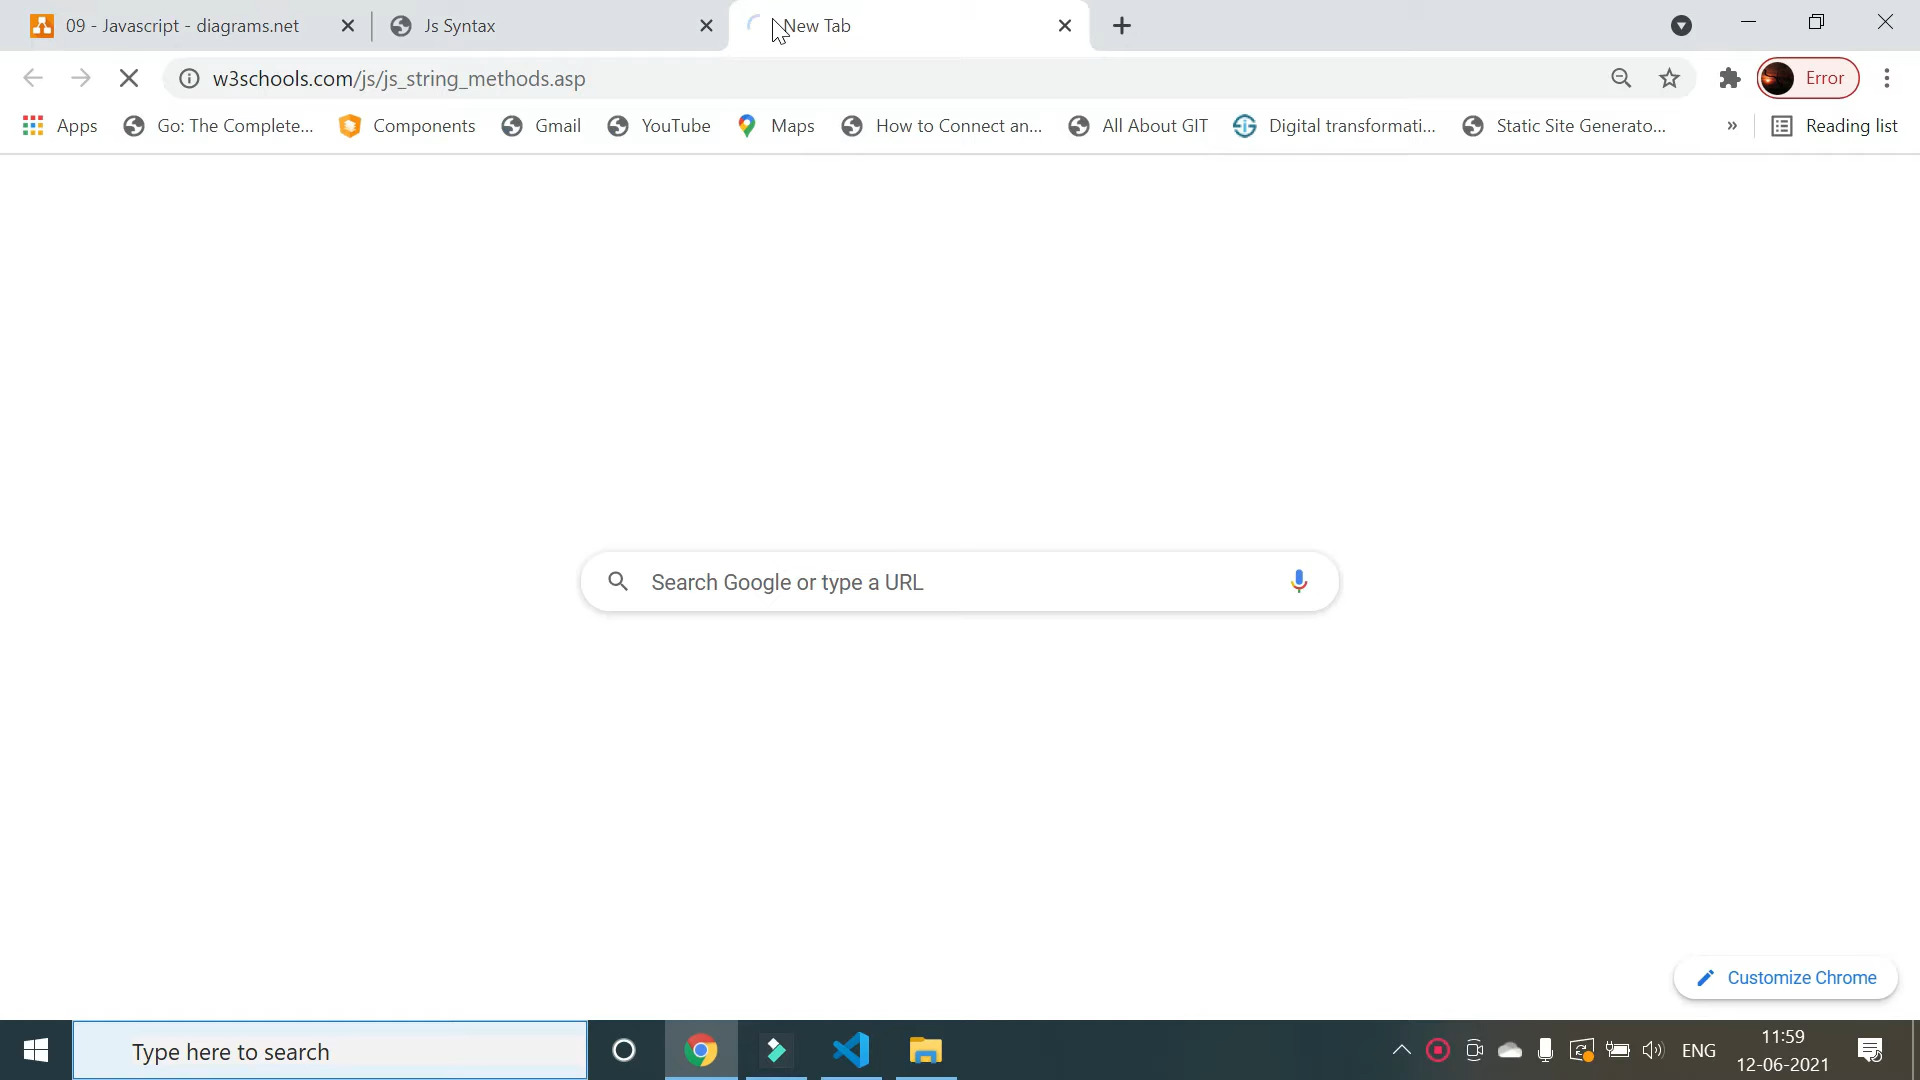 09 - Javascript - diagrams.net
Js Syntax
New Tab
w3schools.com/js/js_string_methods.asp
Error
Apps
Go: The Complete...
Components
Gmail
YouTube
Maps
How to Connect an...
All About GIT
Digital transformati...
Static Site Generato...
»
Reading list
Search Google or type a URL
Customize Chrome
Type here to search
ENG
11:59
12-06-2021